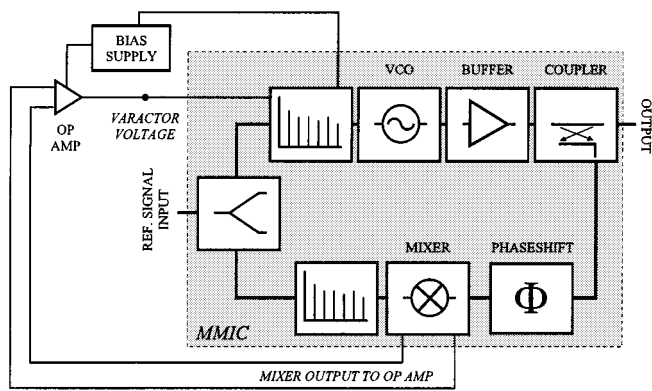 BIAS
SUPPLY
VCO
BUFFER
COUPLER
OP
AMP
VARACTOR
VOLTAGE
OUTPUT
REF. SIGNAL
INPUT
MIXER
PHASESHIFT
Φ
MMIC
MIXER OUTPUT TO OP AMP